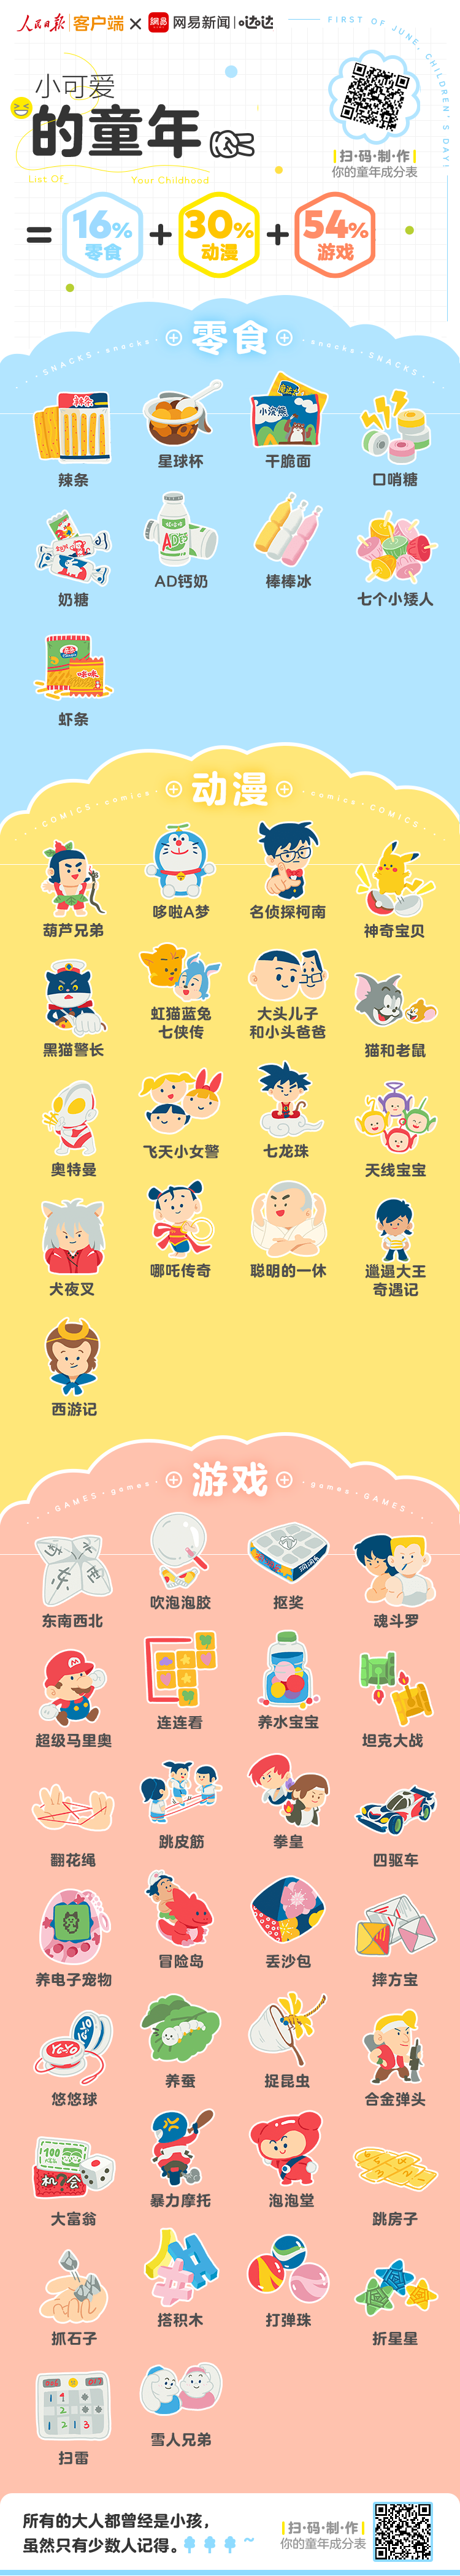 人民日报 客户端 × 网易 网易新闻 | 哒哒
FIRST OF JUNE, CHILDREN'S DAY!
小可爱
的童年
List Of_ Your Childhood
扫·码·制·作
你的童年成分表
= 16% 零食 + 30% 动漫 + 54% 游戏
SNACKS · snacks
零食
snacks · SNACKS
辣条
星球杯
干脆面
口哨糖
奶糖
AD钙奶
棒棒冰
七个小矮人
虾条
COMICS · comics
动漫
comics · COMICS
葫芦兄弟
哆啦A梦
名侦探柯南
神奇宝贝
黑猫警长
虹猫蓝兔
七侠传
大头儿子
和小头爸爸
猫和老鼠
奥特曼
飞天小女警
七龙珠
天线宝宝
犬夜叉
哪吒传奇
聪明的一休
邋遢大王
奇遇记
西游记
GAMES · games
游戏
games · GAMES
东南西北
吹泡泡胶
抠奖
魂斗罗
超级马里奥
连连看
养水宝宝
坦克大战
翻花绳
跳皮筋
拳皇
四驱车
养电子宠物
冒险岛
丢沙包
摔方宝
悠悠球
养蚕
捉昆虫
合金弹头
大富翁
暴力摩托
泡泡堂
跳房子
抓石子
搭积木
打弹珠
折星星
扫雷
雪人兄弟
所有的大人都曾经是小孩，
虽然只有少数人记得。
扫·码·制·作
你的童年成分表